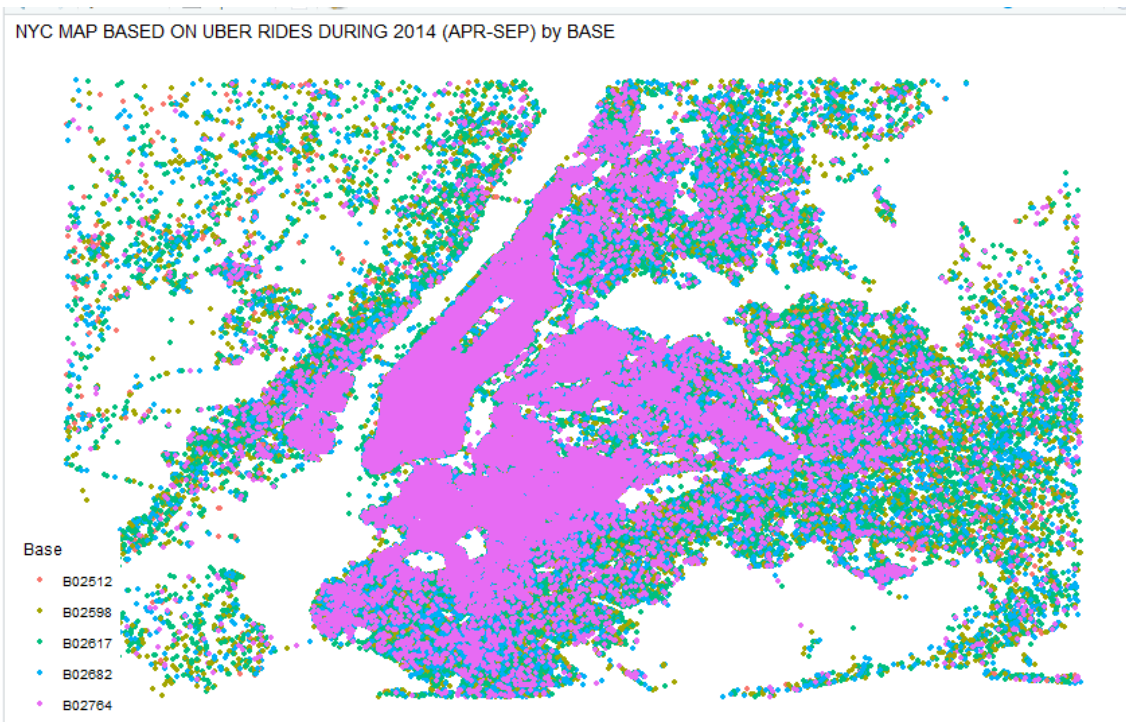 NYC MAP BASED ON UBER RIDES DURING 2014 (APR-SEP) by BASE
Base
B02512
B02598
B02617
B02682
B02764